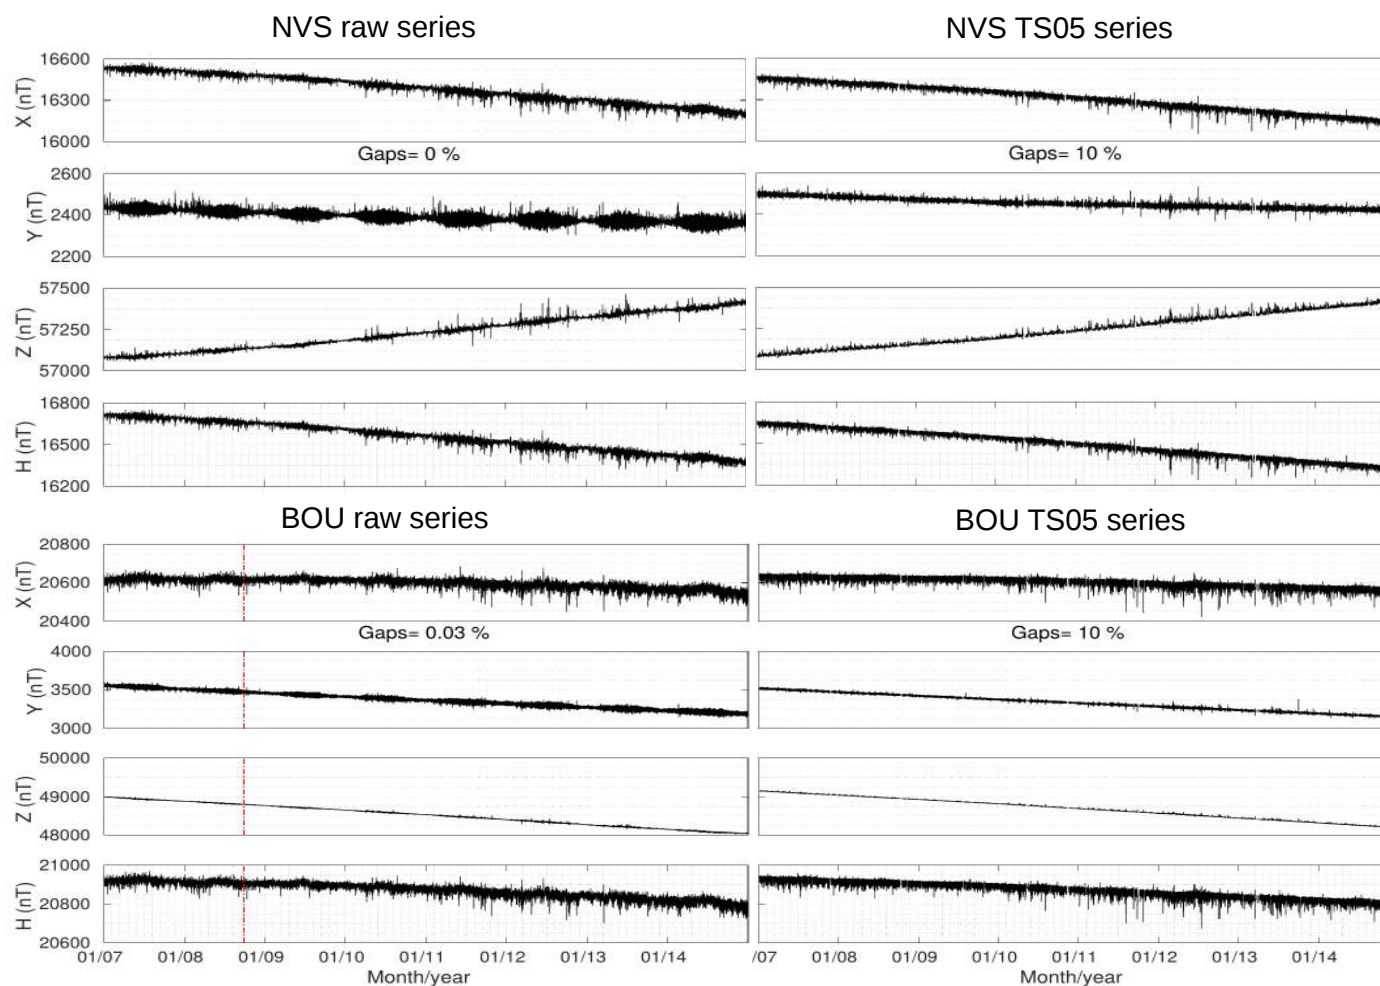 NVS raw series
NVS TS05 series
16600
16300
16000
X (nT)
Gaps= 0 %
Gaps= 10 %
2600
2400
2200
Y (nT)
57500
57250
57000
Z (nT)
16800
16500
16200
H (nT)
BOU raw series
BOU TS05 series
20800
20600
20400
X (nT)
Gaps= 0.03 %
Gaps= 10 %
4000
3500
3000
Y (nT)
50000
49000
48000
Z (nT)
21000
20800
20600
H (nT)
01/07 01/08 01/09 01/10 01/11 01/12 01/13 01/14
/07 01/08 01/09 01/10 01/11 01/12 01/13 01/14
Month/year
Month/year